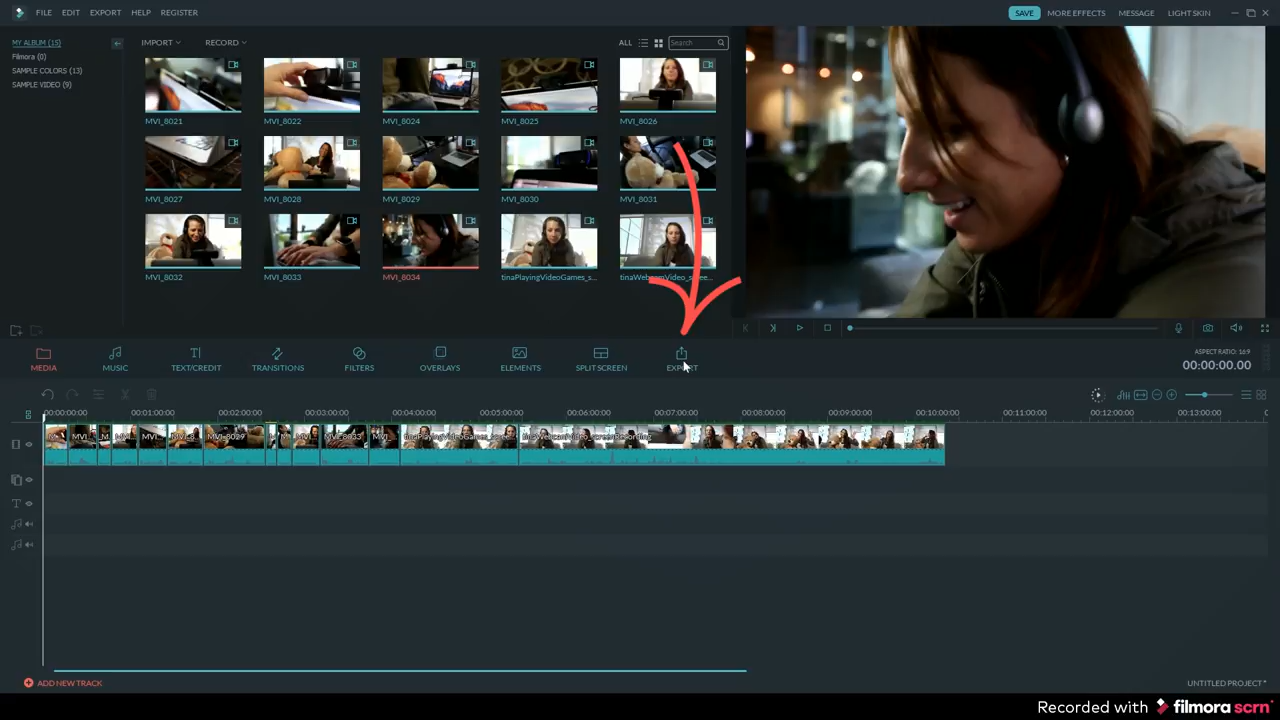 FILE EDIT EXPORT HELP REGISTER
SAVE MORE EFFECTS MESSAGE LIGHT SKIN
MY ALBUM (15)
Filmora (0)
SAMPLE COLORS (13)
SAMPLE VIDEO (9)
IMPORT RECORD ALL Search
MVI_8021 MVI_8022 MVI_8024 MVI_8025 MVI_8026
MVI_8027 MVI_8028 MVI_8029 MVI_8030 MVI_8031
MVI_8032 MVI_8033 MVI_8034 tinaPlayingVideoGames_s... tinaWebcamVideo_scree...
MEDIA MUSIC TEXT/CREDIT TRANSITIONS FILTERS OVERLAYS ELEMENTS SPLIT SCREEN EXPORT
ASPECT RATIO: 16:9
00:00:00.00
00:00:00:00 00:01:00:00 00:02:00:00 00:03:00:00 00:04:00:00 00:05:00:00 00:06:00:00 00:07:00:00 00:08:00:00 00:09:00:00 00:10:00:00 00:11:00:00 00:12:00:00 00:13:00:00
MVI_8029 MVI_8033 tinaPlayingVideoGames_scree... tinaWebcamVideo_screenRecording
ADD NEW TRACK
UNTITLED PROJECT*
Recorded with filmora scrn